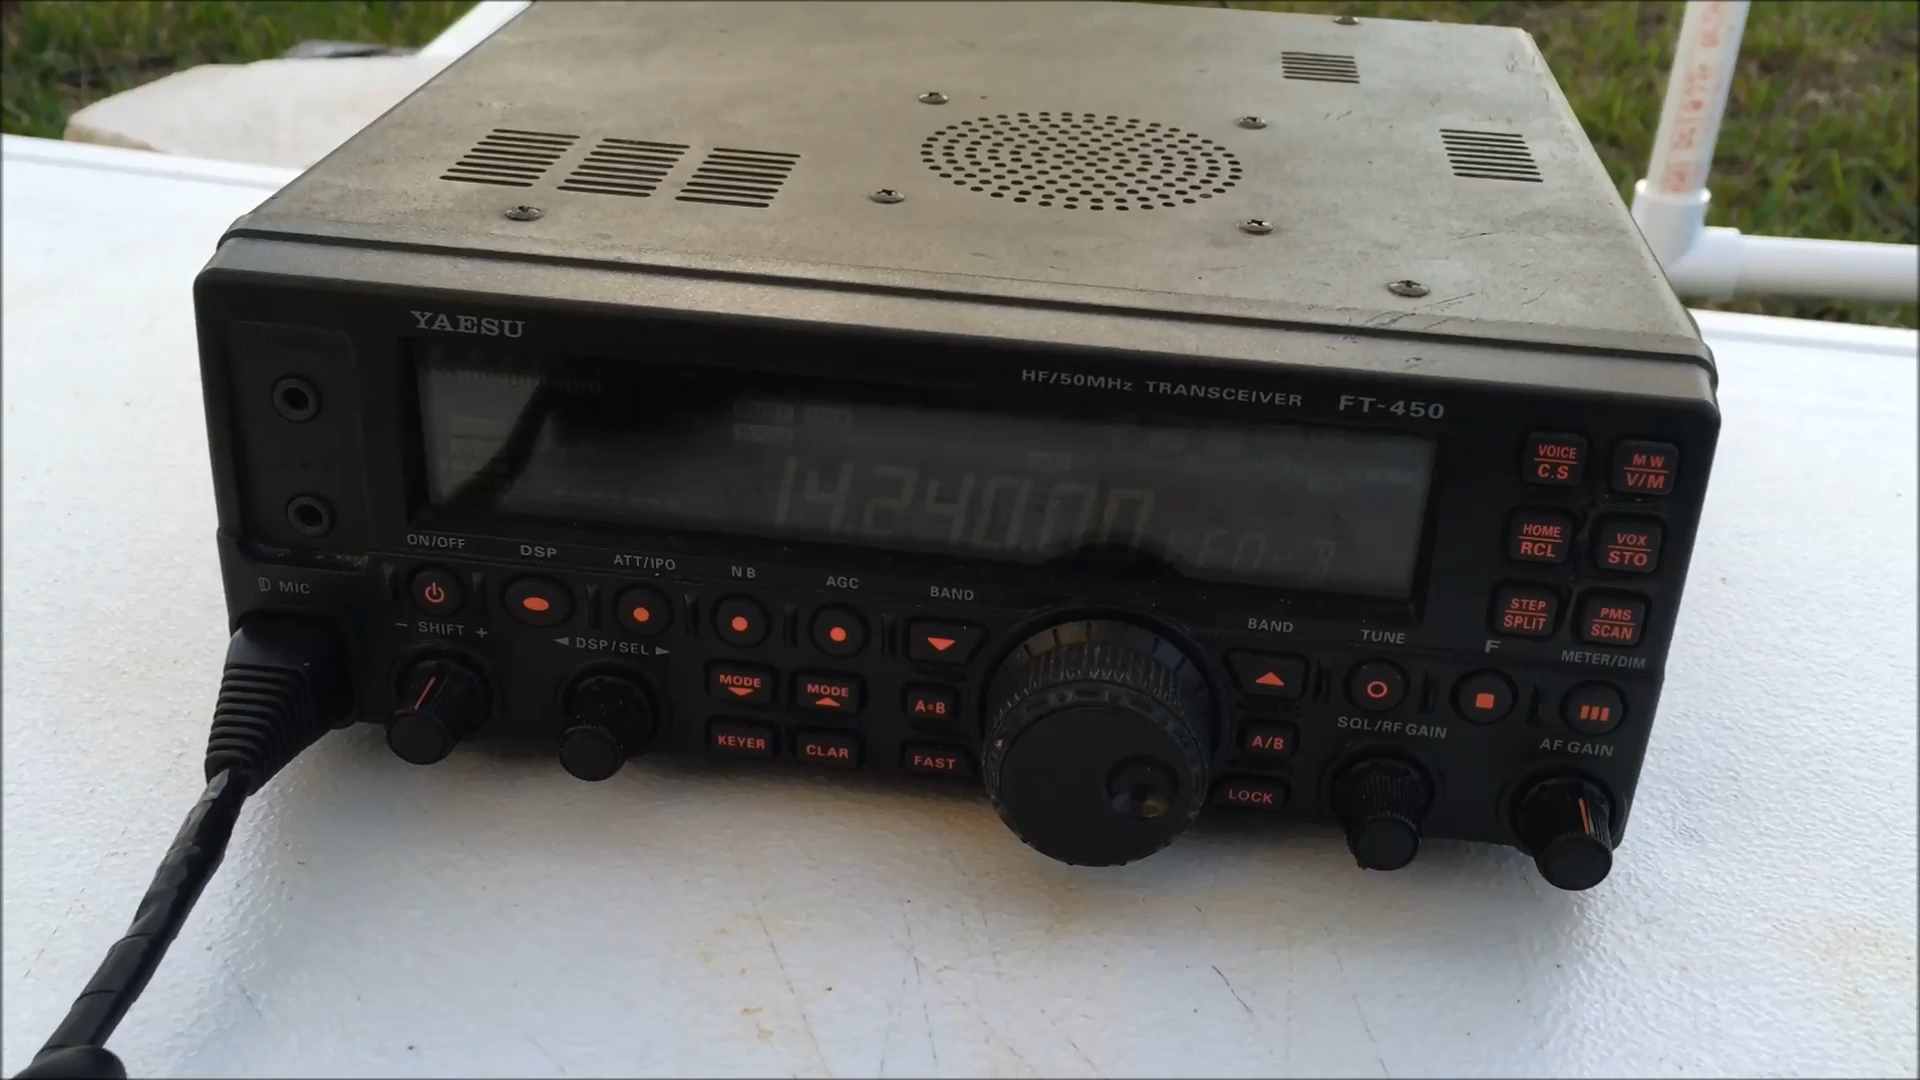 YAESU
HF/50MHz TRANSCEIVER FT-450
14.240.00
VOICE
C.S
MW
V/M
HOME
RCL
VOX
STO
STEP
SPLIT
PMS
SCAN
METER/DIM
ON/OFF
DSP
ATT/IPO
NB
AGC
BAND
BAND
TUNE
F
MIC
- SHIFT +
◄ DSP/SEL ►
MODE
MODE
A=B
KEYER
CLAR
FAST
A/B
LOCK
SQL/RF GAIN
AF GAIN